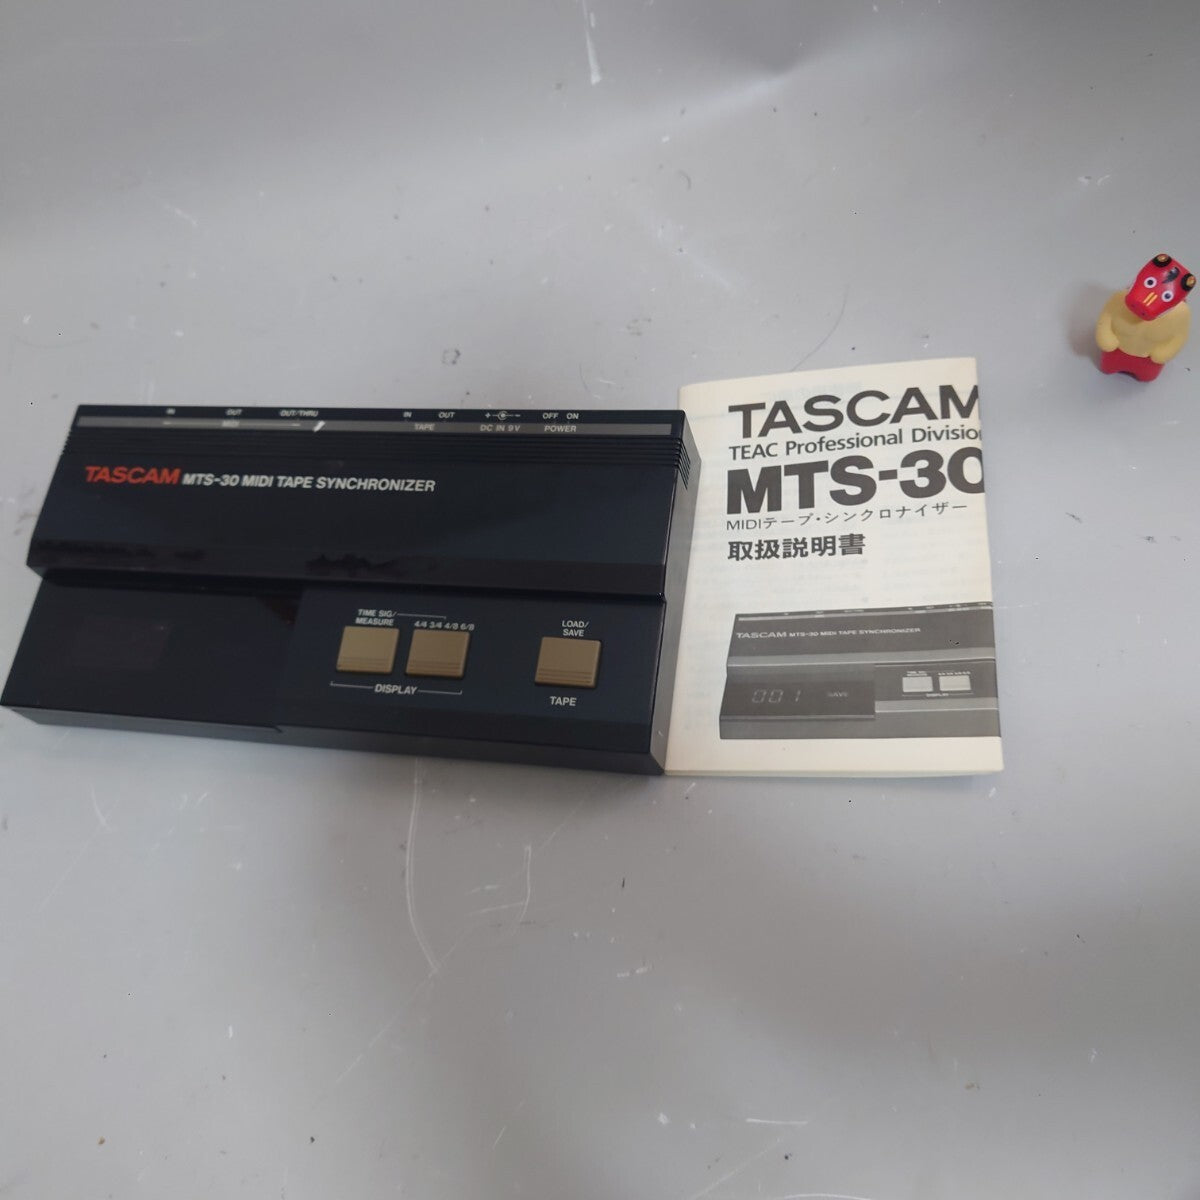 IN OUT OUT/THRU IN OUT + - OFF ON
MIDI TAPE DC IN 9V POWER
TASCAM MTS-30 MIDI TAPE SYNCHRONIZER
TIME SIG/
MEASURE 4/4 3/4 4/8 6/8
DISPLAY
LOAD/
SAVE
TAPE
TASCAM
TEAC Professional Division
MTS-30
MIDIテープ・シンクロナイザー
取扱説明書
TASCAM MTS-30 MIDI TAPE SYNCHRONIZER
001 SAVE
DISPLAY